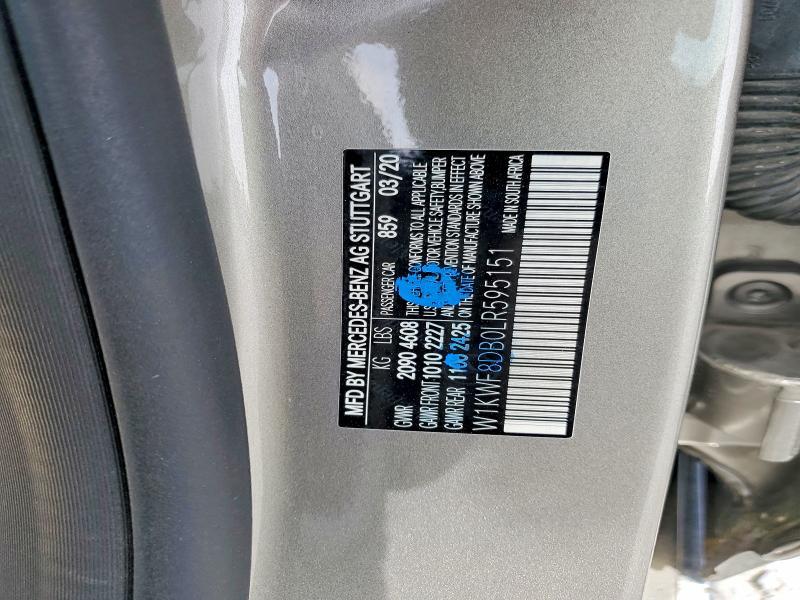 MFD BY MERCEDES-BENZ AG STUTTGART
KG LBS PASSENGER CAR 859 03/20
GVWR 2090 4608 THIS CONFORMS TO ALL APPLICABLE
GAWR FRONT 1010 2227 U.S. MOTOR VEHICLE SAFETY, BUMPER
GAWR REAR 2425 AND PREVENTION STANDARDS IN EFFECT
ON THE DATE OF MANUFACTURE SHOWN ABOVE
W1KWF8DB0LR595151 MADE IN SOUTH AFRICA